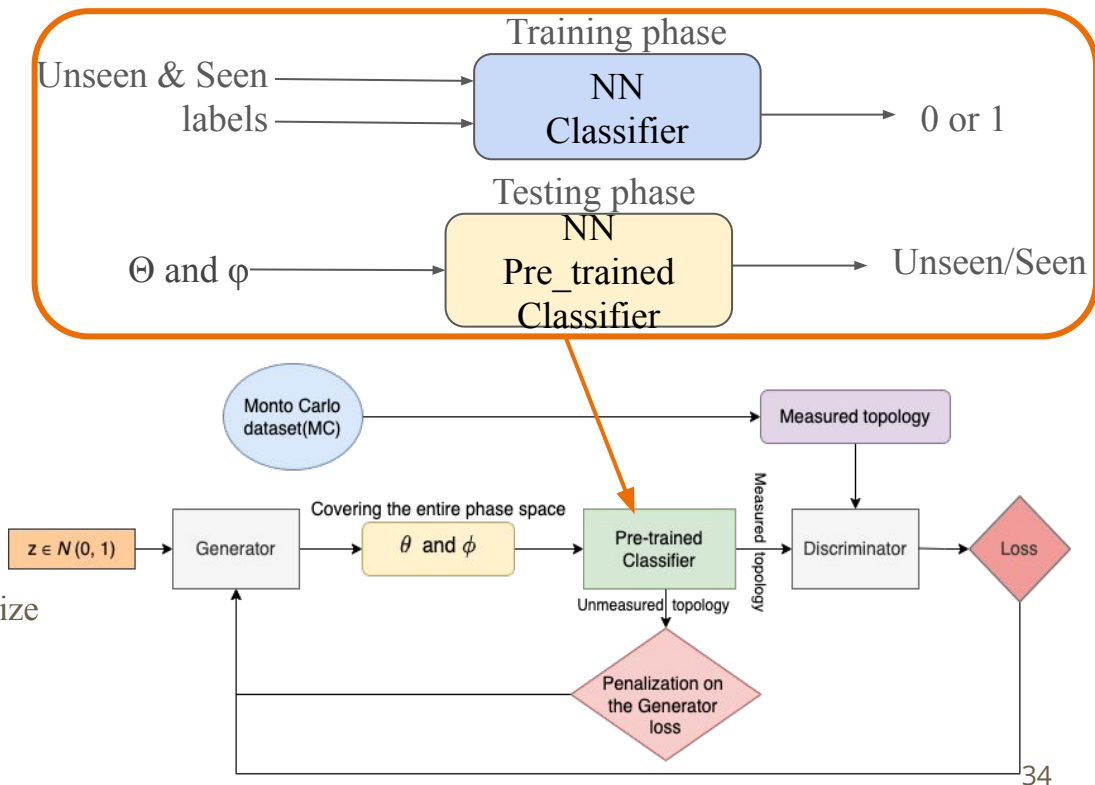 Training phase
Unseen & Seen
labels
NN
Classifier
0 or 1
Testing phase
Θ and φ
NN
Pre_trained
Classifier
Unseen/Seen
Monto Carlo
dataset(MC)
Measured topology
Covering the entire phase space
z ∈ N (0, 1)
Generator
θ and ϕ
Pre-trained
Classifier
Measured topology
Discriminator
Loss
Unmeasured topology
ize
Penalization on
the Generator
loss
34